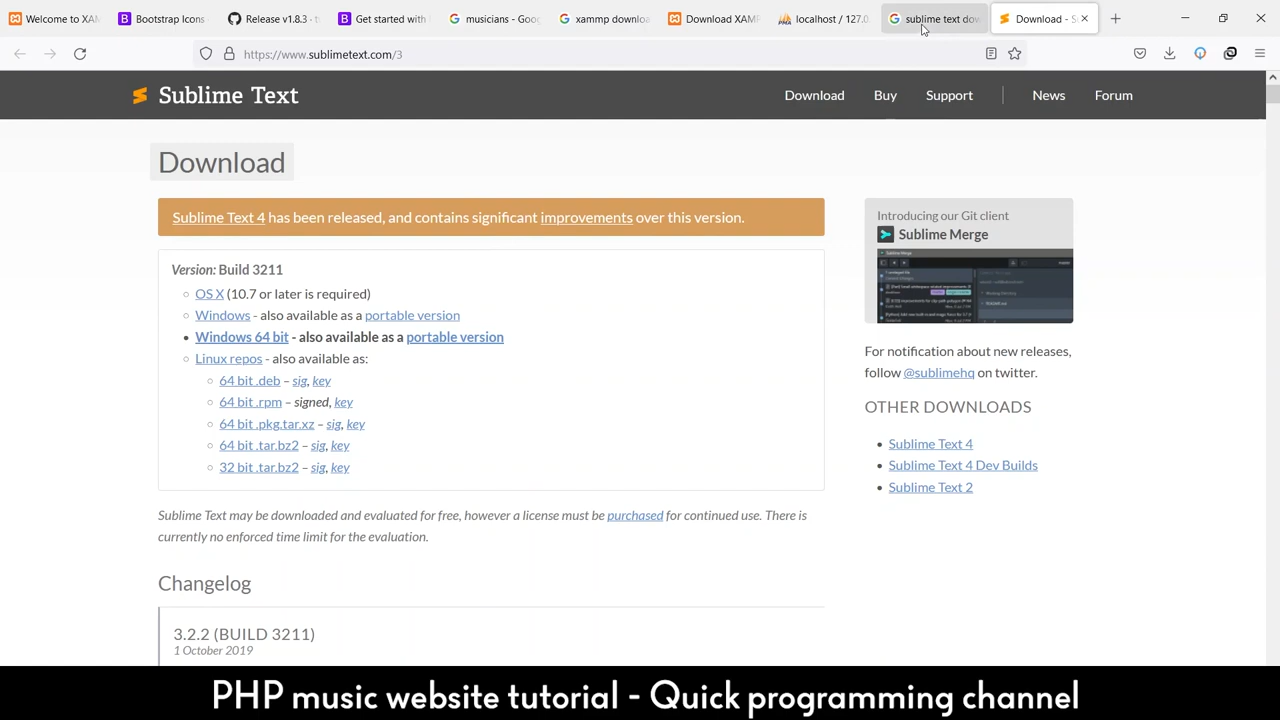 Welcome to XAM
Bootstrap Icons
Release v1.8.3 - t
Get started with
musicians - Goo
xammp downlo
Download XAMP
localhost / 127.0
sublime text dow
Download - S
https://www.sublimetext.com/3
Sublime Text
Download
Buy
Support
News
Forum
Download
Sublime Text 4 has been released, and contains significant improvements over this version.
Version: Build 3211
OS X (10.7 or later is required)
Windows - also available as a portable version
Windows 64 bit - also available as a portable version
Linux repos - also available as:
64 bit .deb – sig, key
64 bit .rpm – signed, key
64 bit .pkg.tar.xz – sig, key
64 bit .tar.bz2 – sig, key
32 bit .tar.bz2 – sig, key
Sublime Text may be downloaded and evaluated for free, however a license must be purchased for continued use. There is
currently no enforced time limit for the evaluation.
Changelog
3.2.2 (BUILD 3211)
1 October 2019
Introducing our Git client
Sublime Merge
For notification about new releases,
follow @sublimehq on twitter.
OTHER DOWNLOADS
Sublime Text 4
Sublime Text 4 Dev Builds
Sublime Text 2
PHP music website tutorial - Quick programming channel